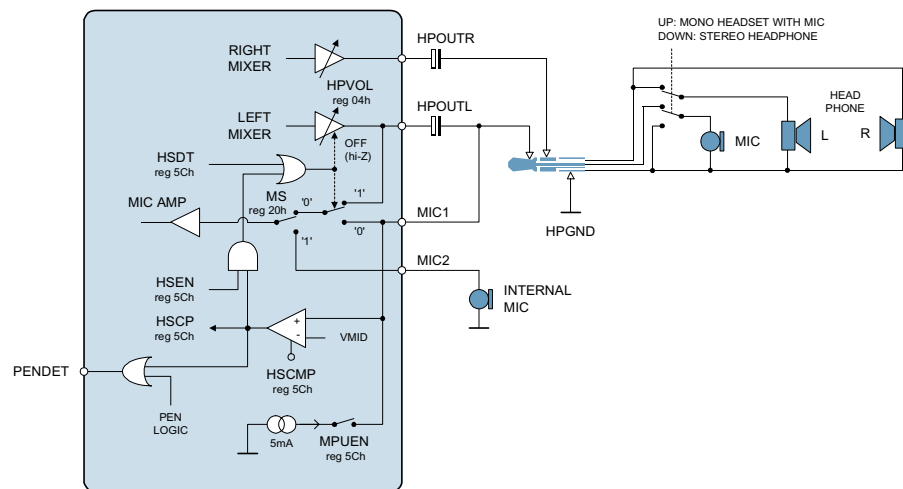 UP: MONO HEADSET WITH MIC
DOWN: STEREO HEADPHONE
HPOUTR
RIGHT
MIXER
HPVOL
reg 04h
HPOUTL
HEAD
PHONE
LEFT
MIXER
OFF
(hi-Z)
MIC
L
R
HSDT
reg 5Ch
MS
reg 20h
'0'
'1'
MIC AMP
'0'
MIC1
HPGND
'1'
MIC2
HSEN
reg 5Ch
INTERNAL
MIC
HSCP
reg 5Ch
+
-
VMID
PENDET
HSCMP
reg 5Ch
PEN
LOGIC
5mA
MPUEN
reg 5Ch